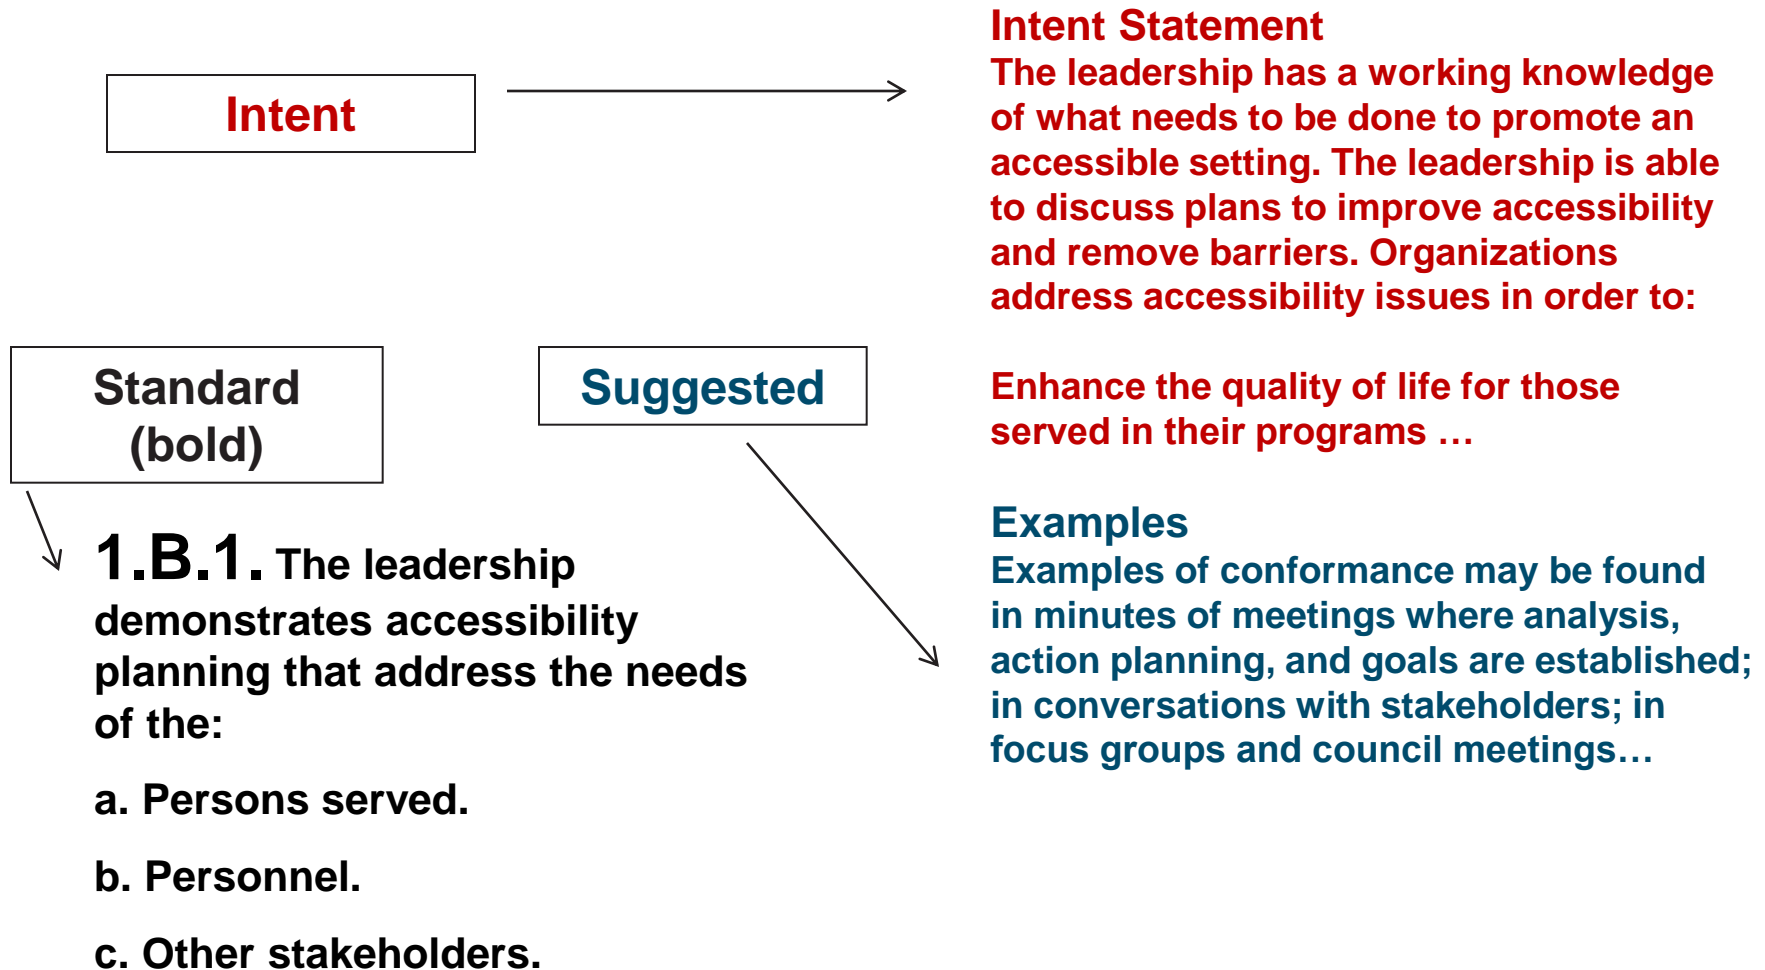 Intent
Intent Statement
The leadership has a working knowledge
of what needs to be done to promote an
accessible setting. The leadership is able
to discuss plans to improve accessibility
and remove barriers. Organizations
address accessibility issues in order to:
Enhance the quality of life for those
served in their programs …
Standard
(bold)
Suggested
1.B.1. The leadership
demonstrates accessibility
planning that address the needs
of the:
a. Persons served.
b. Personnel.
c. Other stakeholders.
Examples
Examples of conformance may be found
in minutes of meetings where analysis,
action planning, and goals are established;
in conversations with stakeholders; in
focus groups and council meetings…